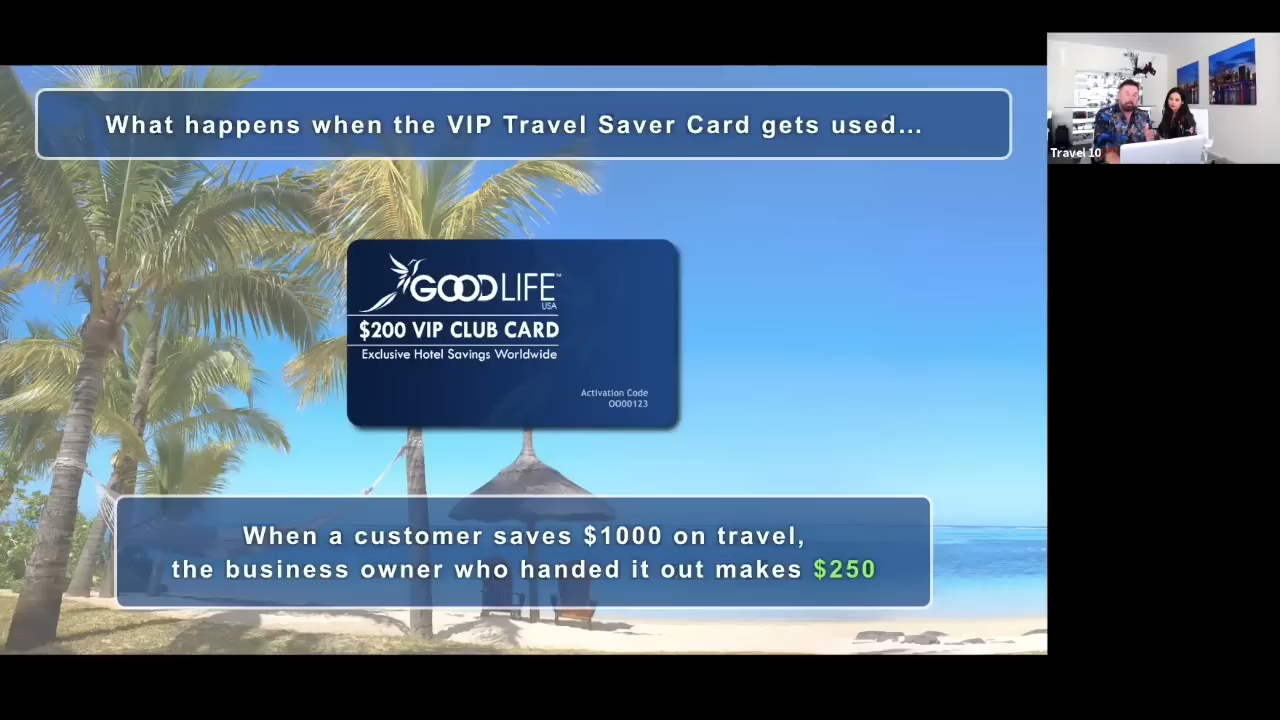 What happens when the VIP Travel Saver Card gets used...
Travel 10
GOODLIFE™
USA
$200 VIP CLUB CARD
Exclusive Hotel Savings Worldwide
Activation Code
OO00123
When a customer saves $1000 on travel,
the business owner who handed it out makes $250